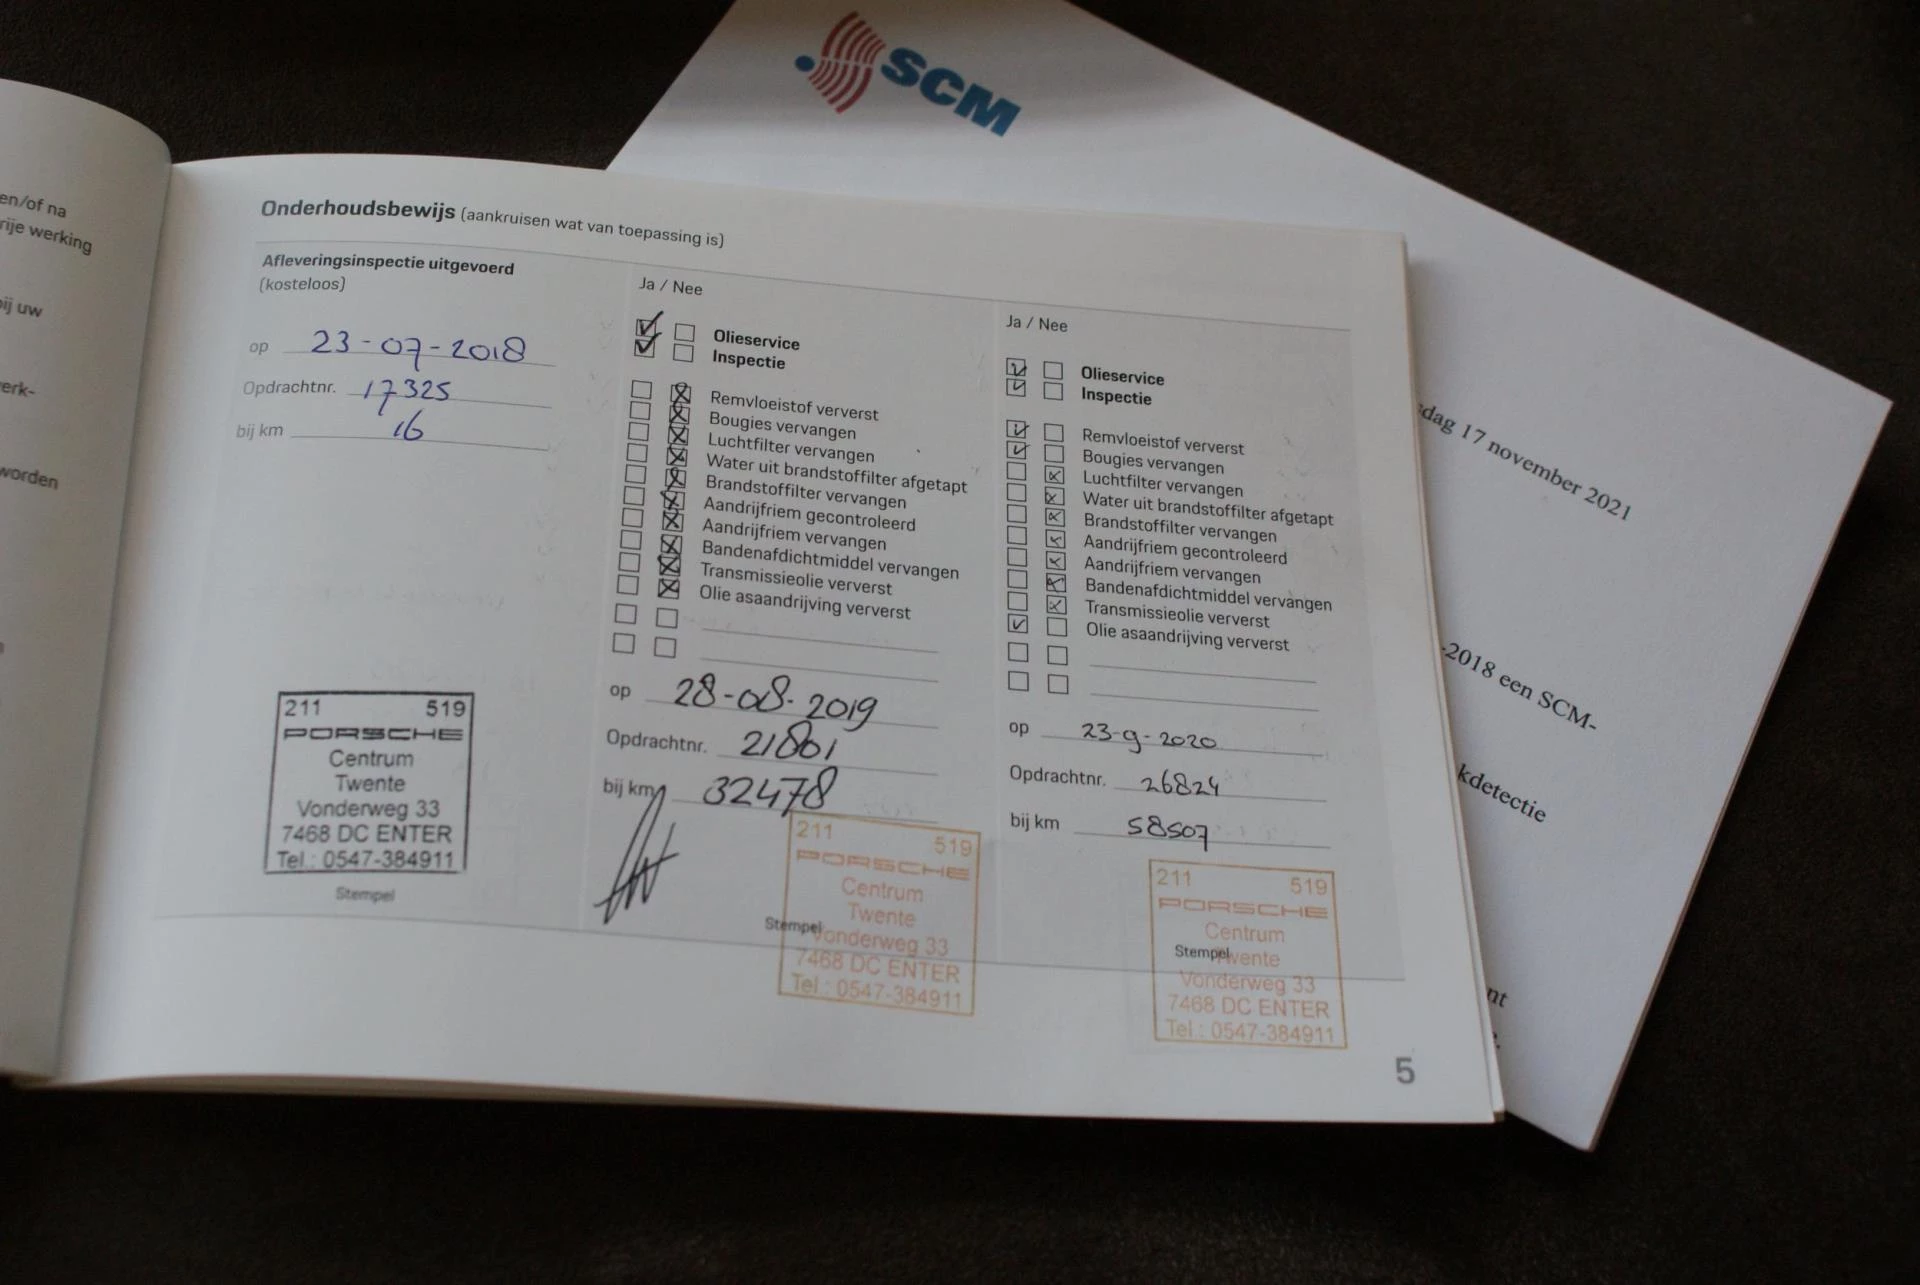 SCM
en/of na
rije werking
bij uw
werk-
worden
Onderhoudsbewijs (aankruisen wat van toepassing is)
Afleveringsinspectie uitgevoerd
(kosteloos)
op 23-07-2018
Opdrachtnr. 17325
bij km 16
211 519
PORSCHE
Centrum
Twente
Vonderweg 33
7468 DC ENTER
Tel.: 0547-384911
Stempel
Ja / Nee
Olieservice
Inspectie
Remvloeistof ververst
Bougies vervangen
Luchtfilter vervangen
Water uit brandstoffilter afgetapt
Brandstoffilter vervangen
Aandrijfriem gecontroleerd
Aandrijfriem vervangen
Bandenafdichtmiddel vervangen
Transmissieolie ververst
Olie asaandrijving ververst
op 28-08-2019
Opdrachtnr. 21801
bij km 32478
211 519
PORSCHE
Centrum
Twente
Stempel
Vonderweg 33
7468 DC ENTER
Tel.: 0547-384911
Ja / Nee
Olieservice
Inspectie
Remvloeistof ververst
Bougies vervangen
Luchtfilter vervangen
Water uit brandstoffilter afgetapt
Brandstoffilter vervangen
Aandrijfriem gecontroleerd
Aandrijfriem vervangen
Bandenafdichtmiddel vervangen
Transmissieolie ververst
Olie asaandrijving ververst
op 23-9-2020
Opdrachtnr. 26824
bij km 58507
211 519
PORSCHE
Centrum
Stempel
Twente
Vonderweg 33
7468 DC ENTER
Tel.: 0547-384911
5
sdag 17 november 2021
-2018 een SCM-
kdetectie
nt